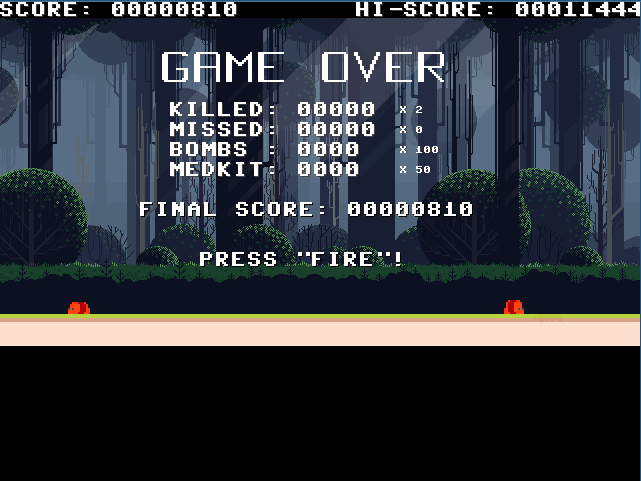 SCORE: 00000810 HI-SCORE: 00011444
GAME OVER
KILLED: 00000 X 2
MISSED: 00000 X 0
BOMBS : 0000 X 100
MEDKIT: 0000 X 50
FINAL SCORE: 00000810
PRESS "FIRE"!